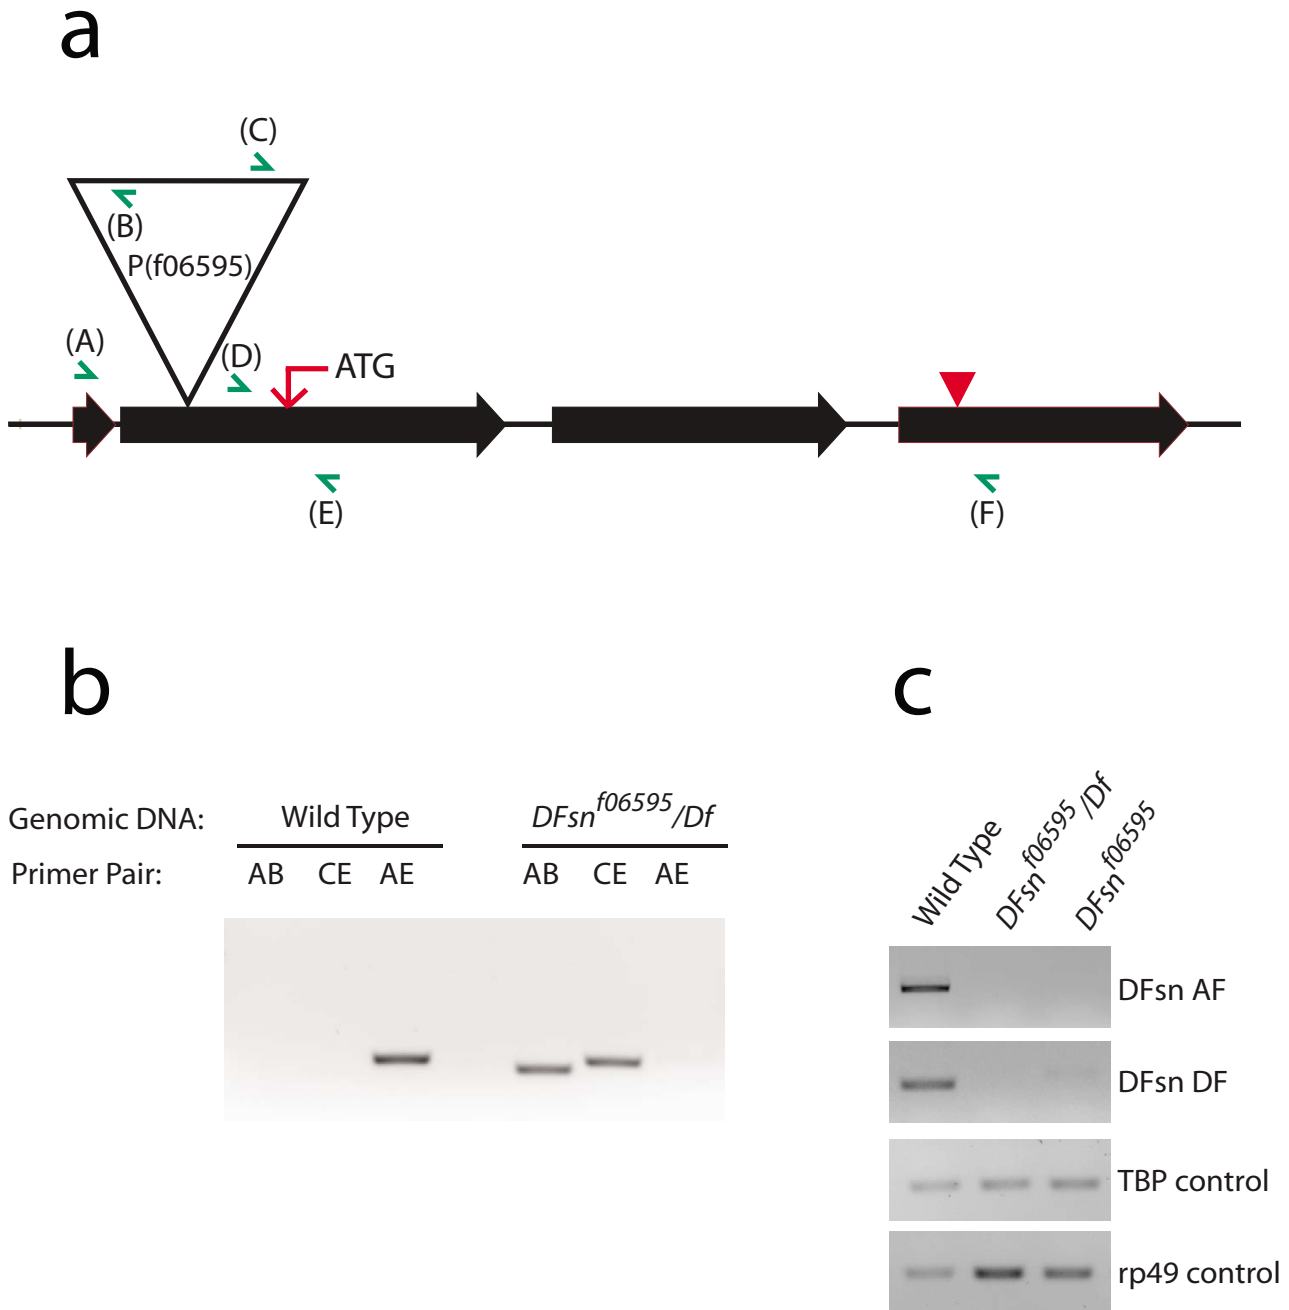 a
(C)
(B)
P(f06595)
(A)
(D)
ATG
(E)
(F)
b
Genomic DNA:
Wild Type
DFsn^f06595/Df
Primer Pair:
AB CE AE AB CE AE
c
Wild Type
DFsn^f06595/Df
DFsn^f06595
DFsn AF
DFsn DF
TBP control
rp49 control